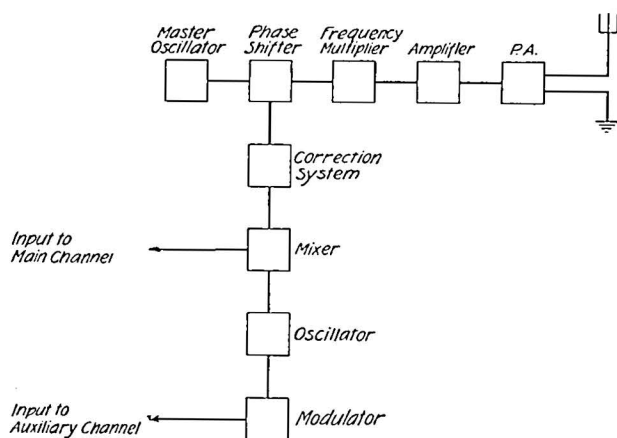 Master
Oscillator
Phase
Shifter
Frequency
Multiplier
Amplifier
P.A.
Correction
System
Input to
Main Channel
Mixer
Oscillator
Input to
Auxiliary Channel
Modulator